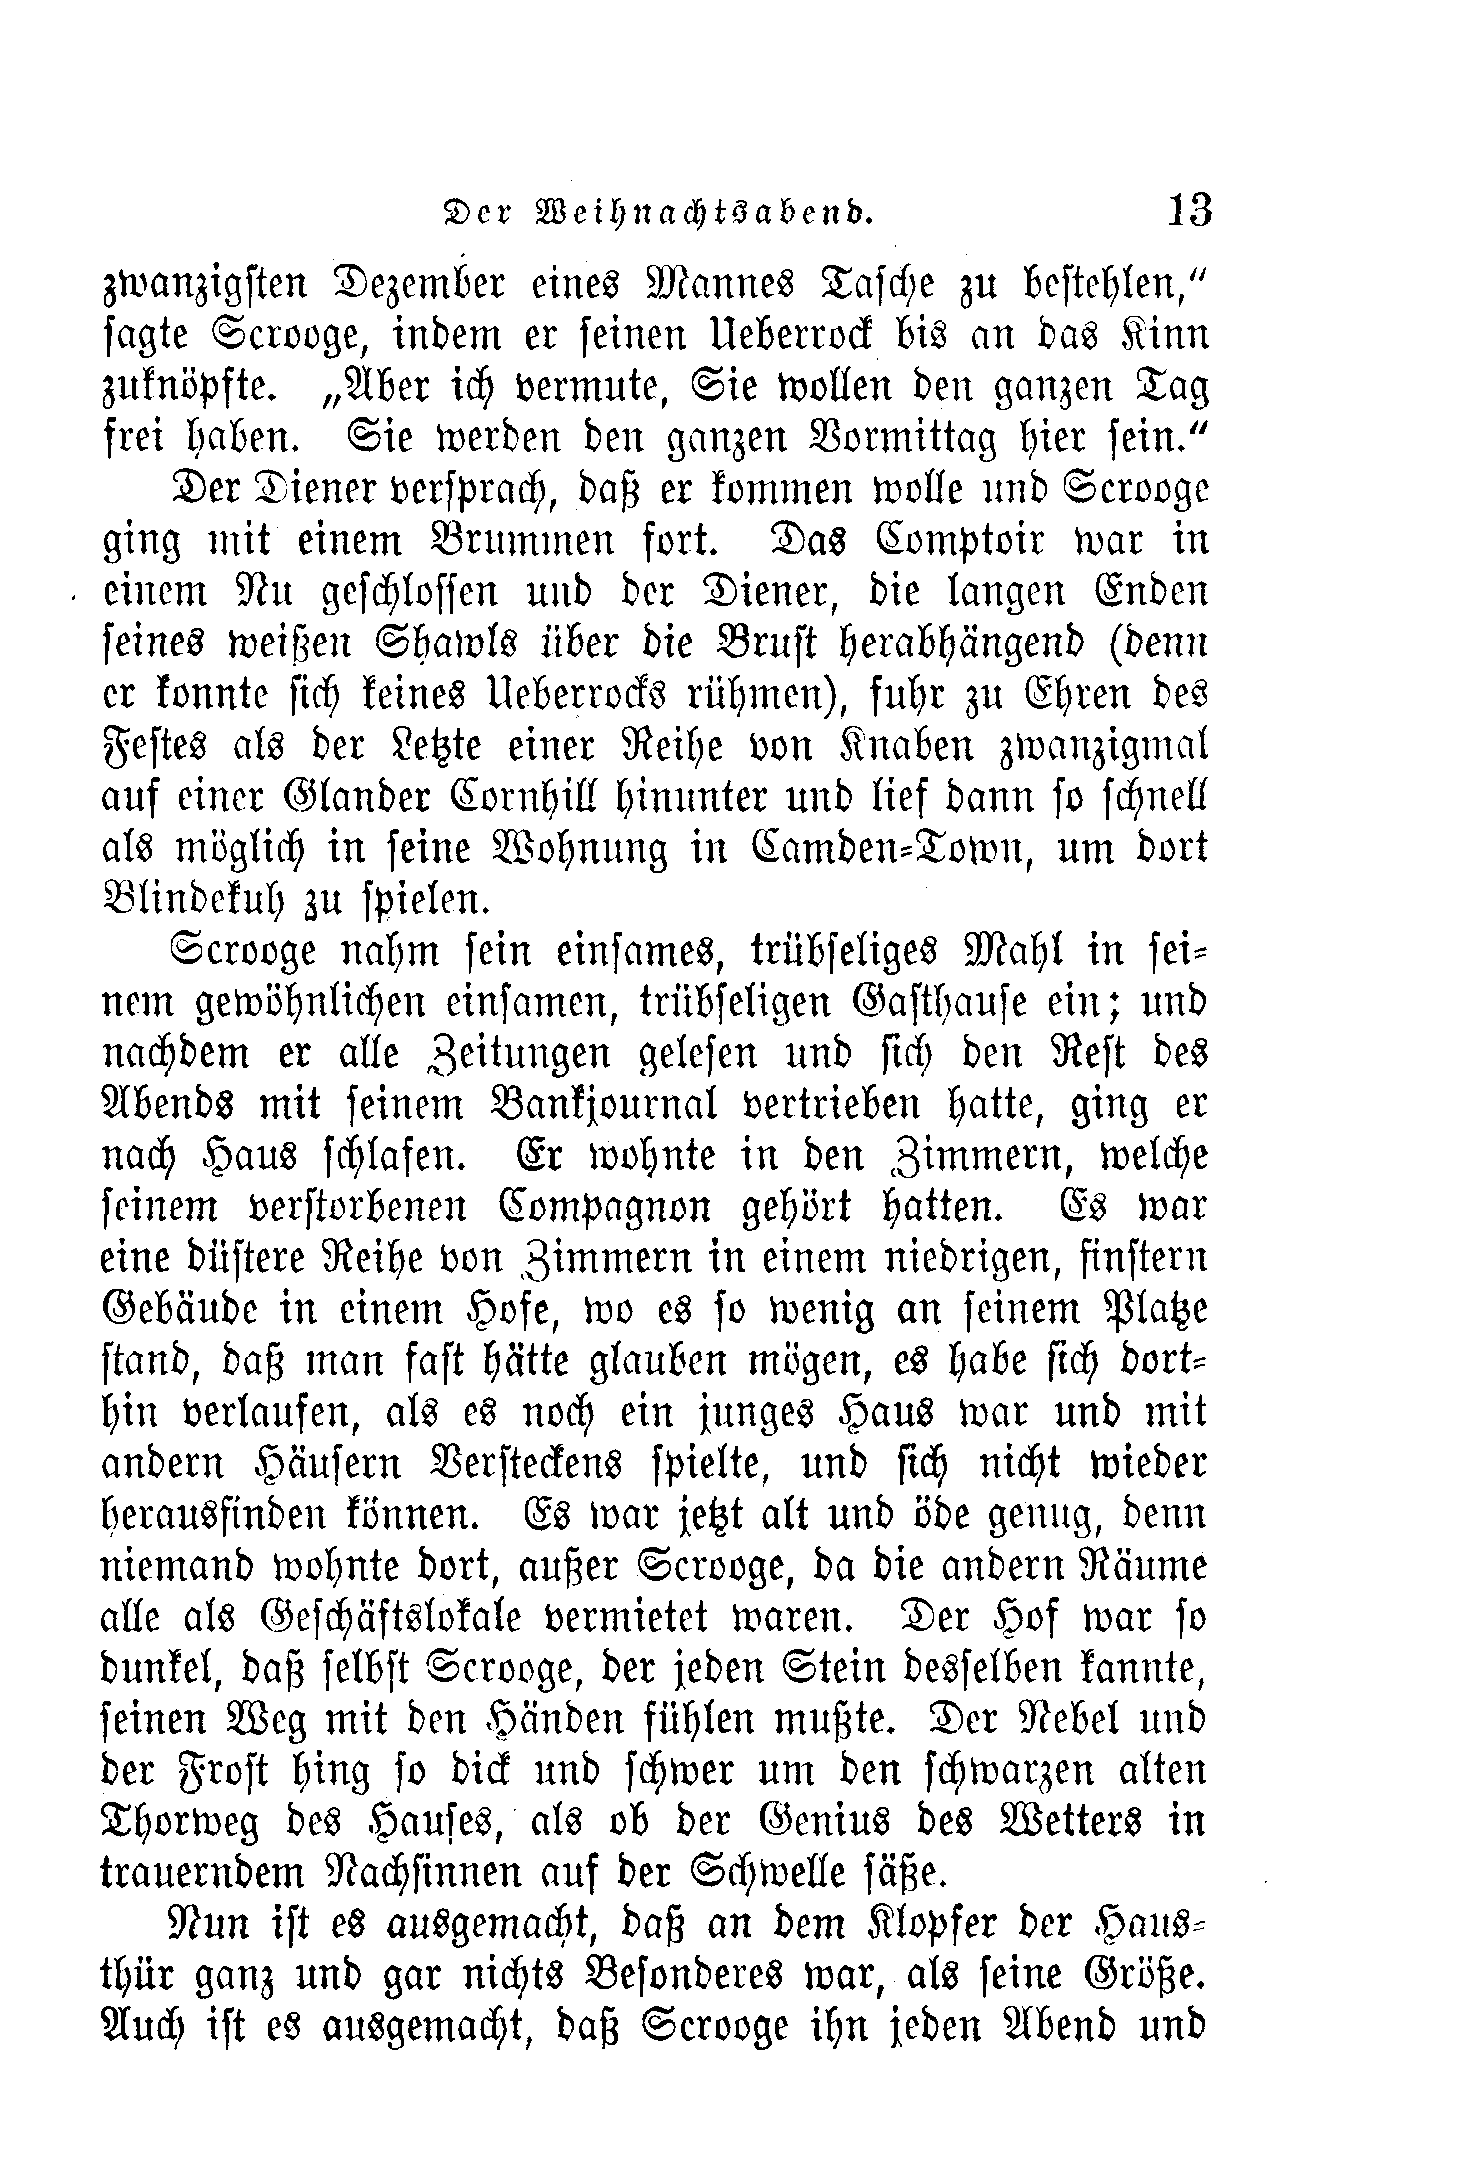 Der Weihnachtsabend. 13
zwanzigsten Dezember eines Mannes Tasche zu bestehlen,“
sagte Scrooge, indem er seinen Ueberrock bis an das Kinn
zuknöpfte. „Aber ich vermute, Sie wollen den ganzen Tag
frei haben. Sie werden den ganzen Vormittag hier sein.“
Der Diener versprach, daß er kommen wolle und Scrooge
ging mit einem Brummen fort. Das Comptoir war in
einem Nu geschlossen und der Diener, die langen Enden
seines weißen Shawls über die Brust herabhängend (denn
er konnte sich keines Ueberrocks rühmen), fuhr zu Ehren des
Festes als der Letzte einer Reihe von Knaben zwanzigmal
auf einer Glander Cornhill hinunter und lief dann so schnell
als möglich in seine Wohnung in Camden-Town, um dort
Blindekuh zu spielen.
Scrooge nahm sein einsames, trübseliges Mahl in sei-
nem gewöhnlichen einsamen, trübseligen Gasthause ein; und
nachdem er alle Zeitungen gelesen und sich den Rest des
Abends mit seinem Bankjournal vertrieben hatte, ging er
nach Haus schlafen. Er wohnte in den Zimmern, welche
seinem verstorbenen Compagnon gehört hatten. Es war
eine düstere Reihe von Zimmern in einem niedrigen, finstern
Gebäude in einem Hofe, wo es so wenig an seinem Platze
stand, daß man fast hätte glauben mögen, es habe sich dort-
hin verlaufen, als es noch ein junges Haus war und mit
andern Häusern Versteckens spielte, und sich nicht wieder
herausfinden können. Es war jetzt alt und öde genug, denn
niemand wohnte dort, außer Scrooge, da die andern Räume
alle als Geschäftslokale vermietet waren. Der Hof war so
dunkel, daß selbst Scrooge, der jeden Stein desselben kannte,
seinen Weg mit den Händen fühlen mußte. Der Nebel und
der Frost hing so dick und schwer um den schwarzen alten
Thorweg des Hauses, als ob der Genius des Wetters in
trauerndem Nachsinnen auf der Schwelle säße.
Nun ist es ausgemacht, daß an dem Klopfer der Haus-
thür ganz und gar nichts Besonderes war, als seine Größe.
Auch ist es ausgemacht, daß Scrooge ihn jeden Abend und